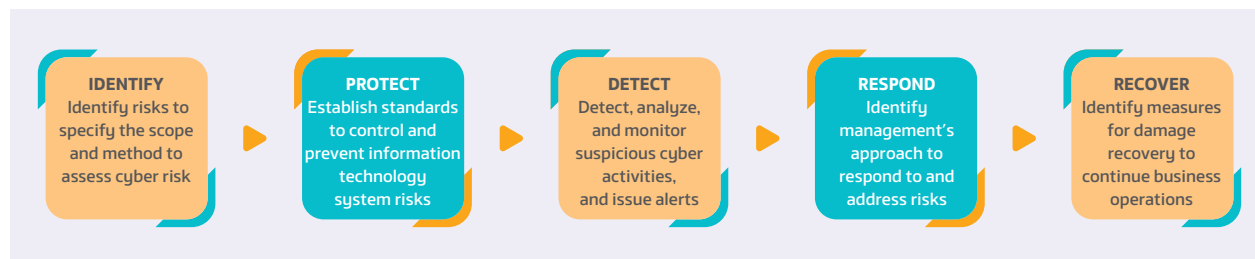 IDENTIFY
Identify risks to
specify the scope
and method to
assess cyber risk
PROTECT
Establish standards
to control and
prevent information
technology
system risks
DETECT
Detect, analyze,
and monitor
suspicious cyber
activities,
and issue alerts
RESPOND
Identify
management's
approach to
respond to and
address risks
RECOVER
Identify measures
for damage
recovery to
continue business
operations